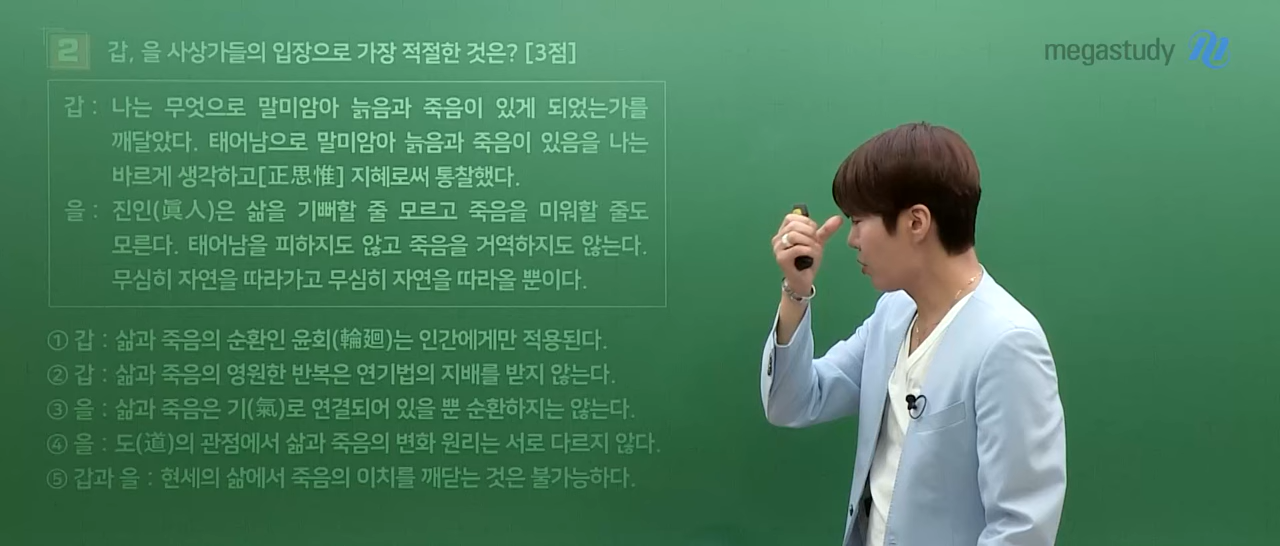 megastudy
2 갑, 을 사상가들의 입장으로 가장 적절한 것은? [3점]
갑 : 나는 무엇으로 말미암아 늙음과 죽음이 있게 되었는가를
깨달았다. 태어남으로 말미암아 늙음과 죽음이 있음을 나는
바르게 생각하고[正思惟] 지혜로써 통찰했다.
을 : 진인(眞人)은 삶을 기뻐할 줄 모르고 죽음을 미워할 줄도
모른다. 태어남을 피하지도 않고 죽음을 거역하지도 않는다.
무심히 자연을 따라가고 무심히 자연을 따라올 뿐이다.
① 갑 : 삶과 죽음의 순환인 윤회(輪廻)는 인간에게만 적용된다.
② 갑 : 삶과 죽음의 영원한 반복은 연기법의 지배를 받지 않는다.
③ 을 : 삶과 죽음은 기(氣)로 연결되어 있을 뿐 순환하지는 않는다.
④ 을 : 도(道)의 관점에서 삶과 죽음의 변화 원리는 서로 다르지 않다.
⑤ 갑과 을 : 현세의 삶에서 죽음의 이치를 깨닫는 것은 불가능하다.